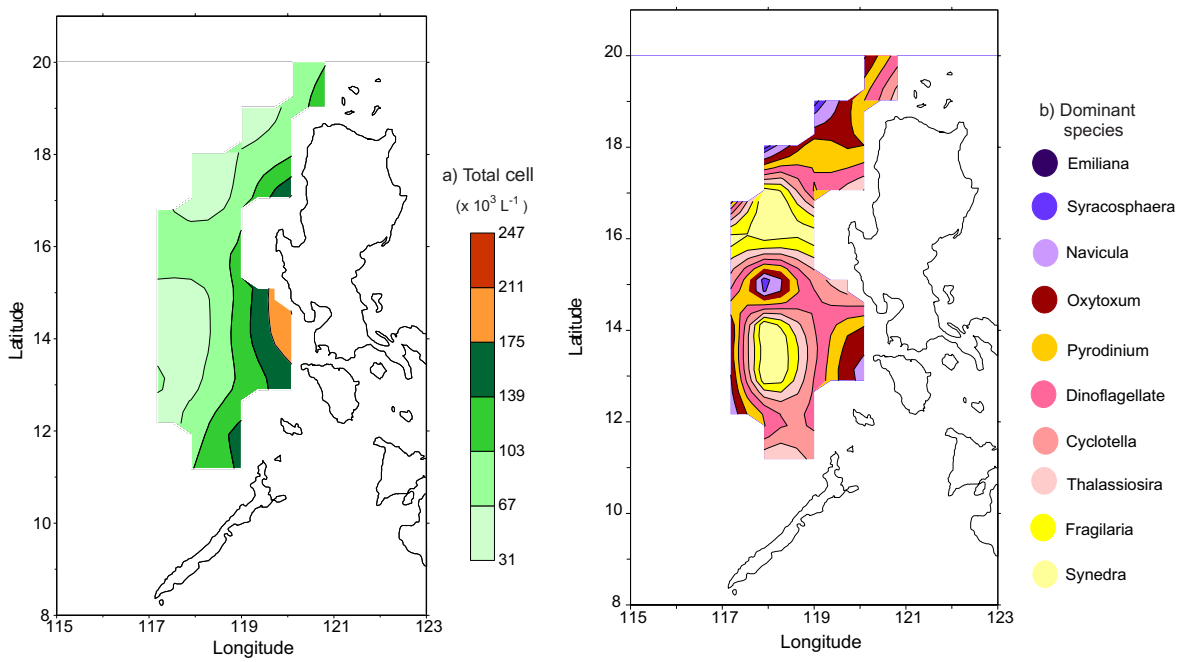 20
18
16
14
12
10
8
Latitude
115
117
119
121
123
Longitude
a) Total cell
(x 10³ L⁻¹)
247
211
175
139
103
67
31
20
18
16
14
12
10
8
Latitude
115
117
119
121
123
Longitude
b) Dominant
species
Emiliana
Syracosphaera
Navicula
Oxytoxum
Pyrodinium
Dinoflagellate
Cyclotella
Thalassiosira
Fragilaria
Synedra